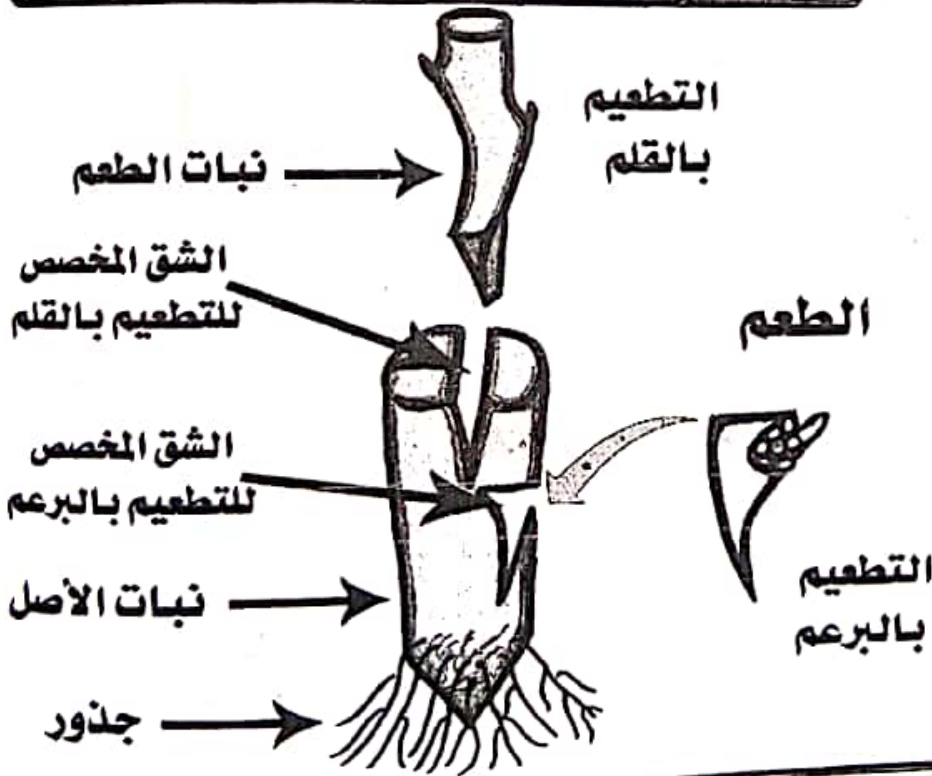 التطعيم
بالقلم
نبات الطعم
الشق المخصص
للتطعيم بالقلم
الطعم
الشق المخصص
للتطعيم بالبرعم
التطعيم
بالبرعم
نبات الأصل
جذور